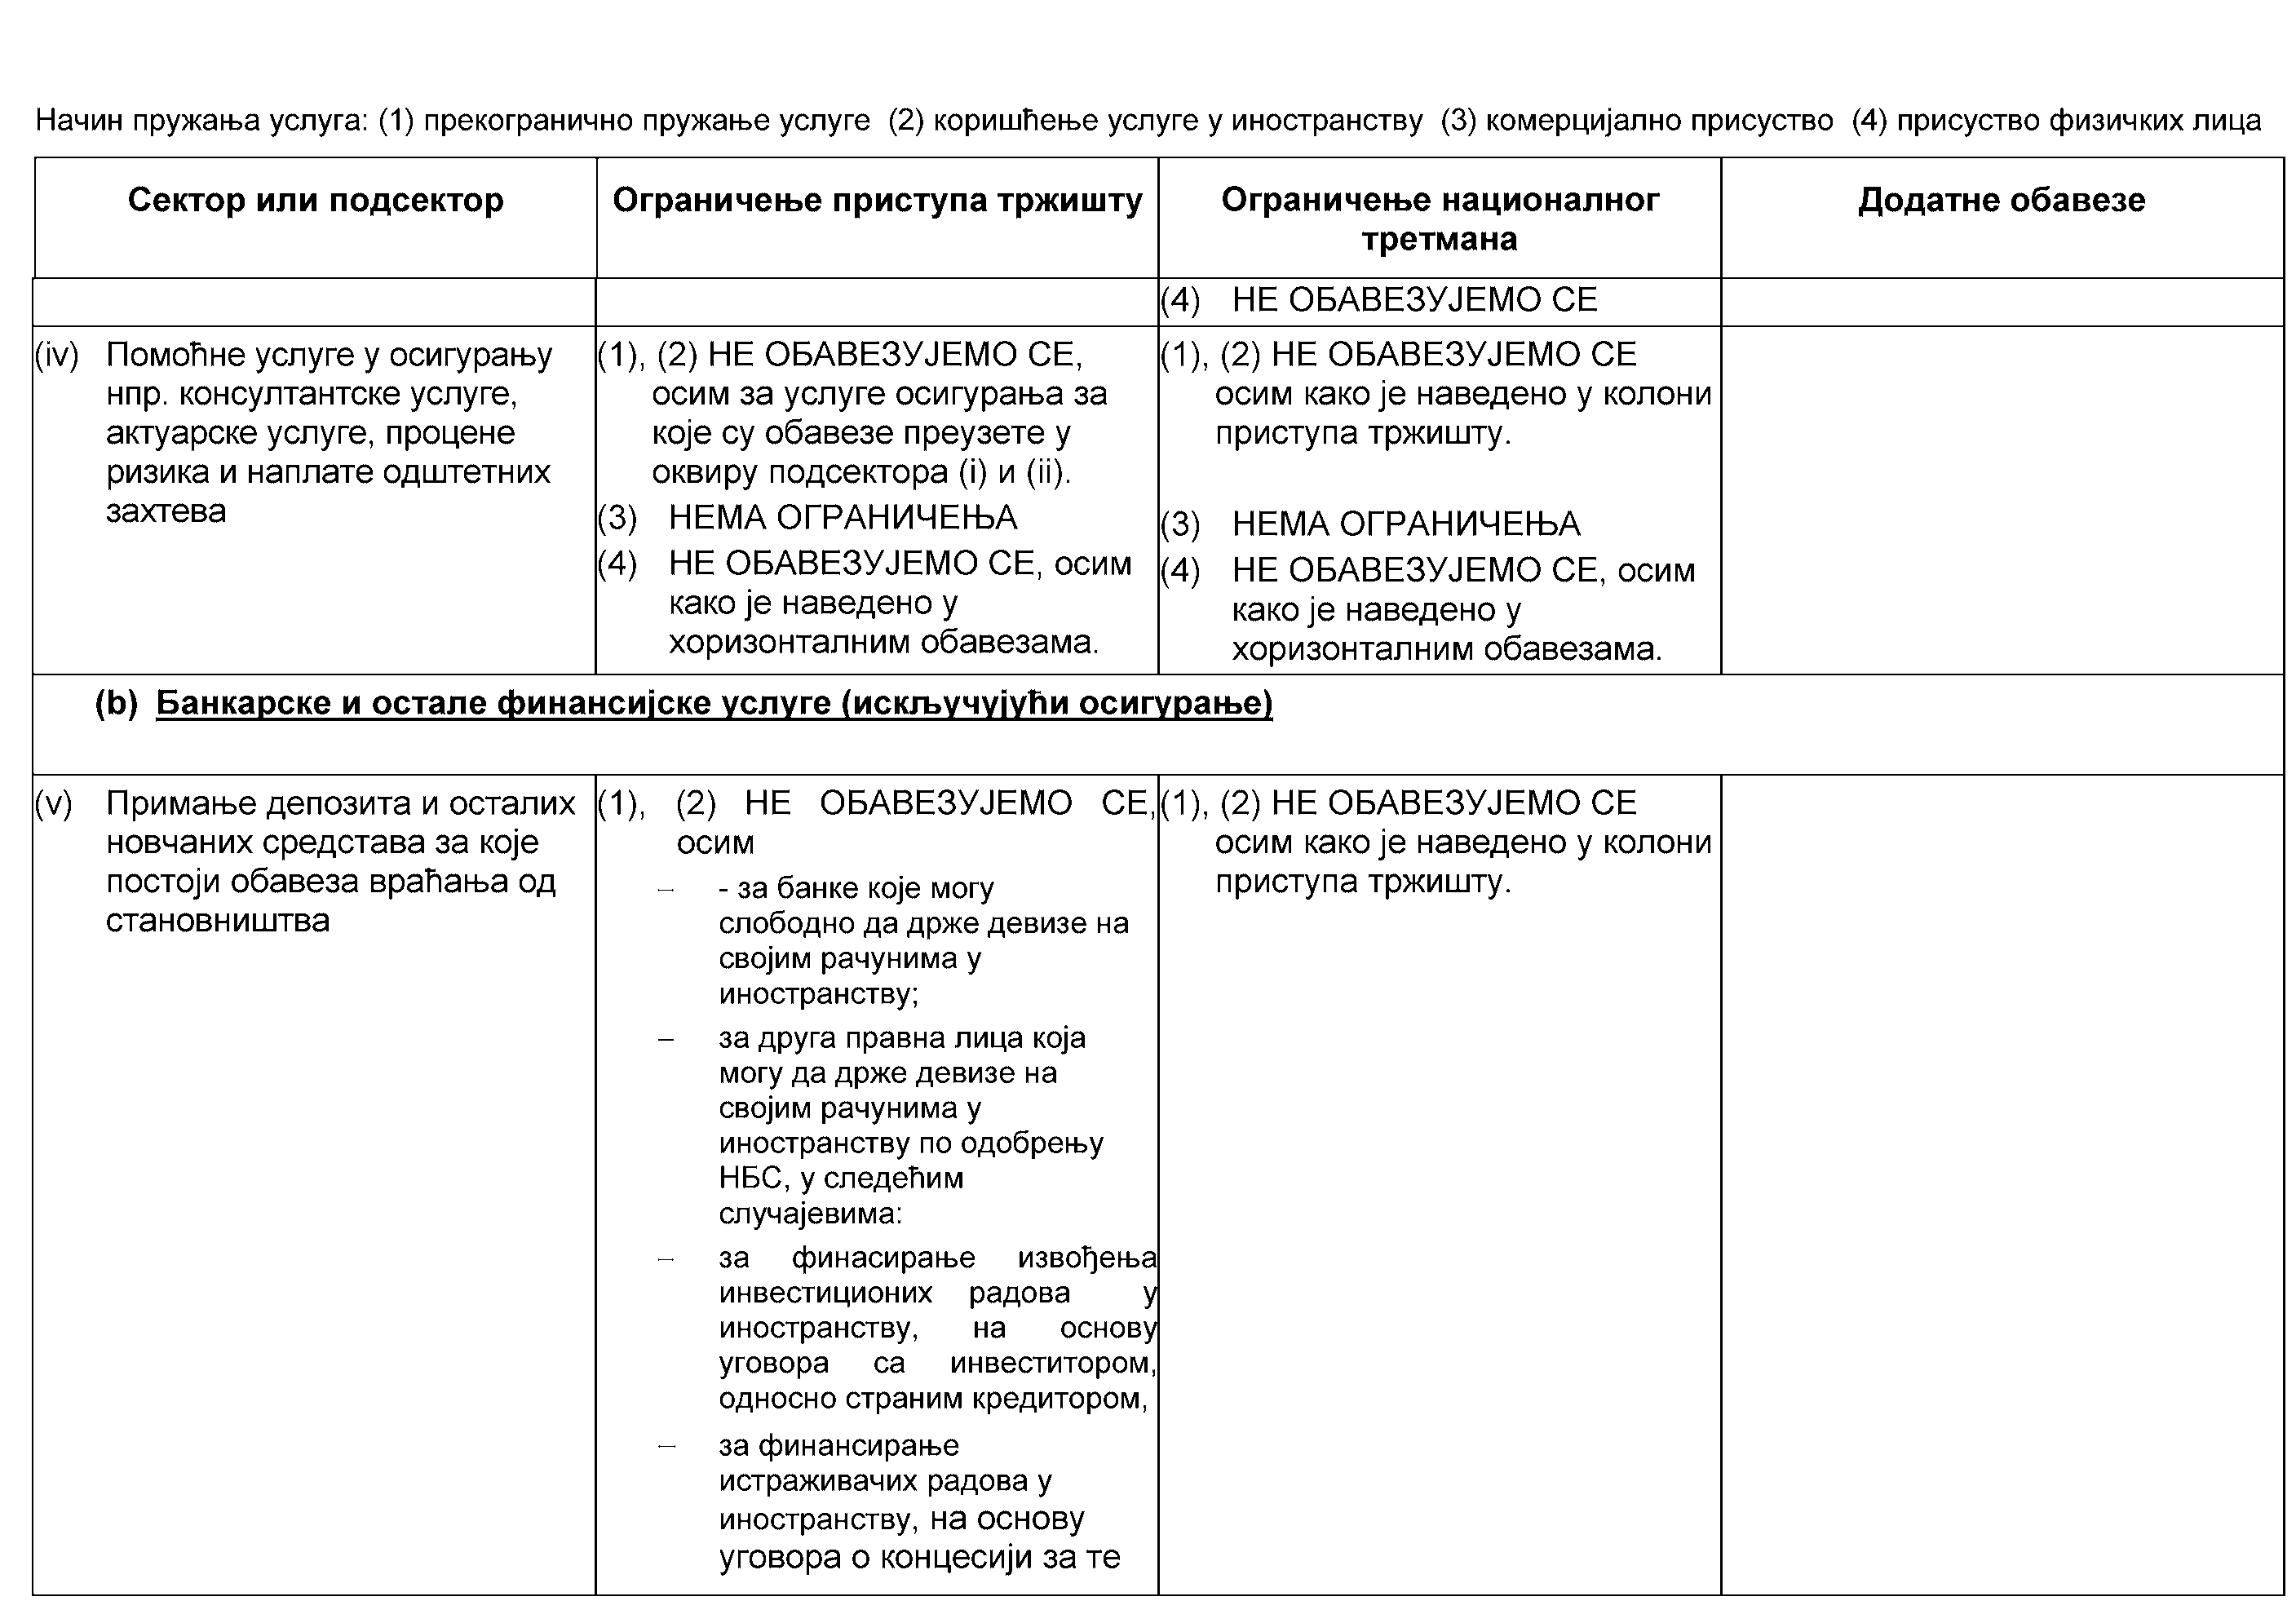 Начин пружања услуга: (1) прекогранично пружање услуге (2) коришћење услуге у иностранству (3) комерцијално присуство (4) присуство физичких лица
Сектор или подсектор
Ограничење приступа тржишту
Ограничење националног
третмана
Додатне обавезе
(4) НЕ ОБАВЕЗУЈЕМО СЕ
(iv) Помоћне услуге у осигурању
нпр. консултантске услуге,
актуарске услуге, процене
ризика и наплате одштетних
захтева
(1), (2) НЕ ОБАВЕЗУЈЕМО СЕ,
осим за услуге осигурања за
које су обавезе преузете у
оквиру подсектора (i) и (ii).
(3) НЕМА ОГРАНИЧЕЊА
(4) НЕ ОБАВЕЗУЈЕМО СЕ, осим
како је наведено у
хоризонталним обавезама.
(1), (2) НЕ ОБАВЕЗУЈЕМО СЕ
осим како је наведено у колони
приступа тржишту.
(3) НЕМА ОГРАНИЧЕЊА
(4) НЕ ОБАВЕЗУЈЕМО СЕ, осим
како је наведено у
хоризонталним обавезама.
(b) Банкарске и остале финансијске услуге (искључујући осигурање)
(v) Примање депозита и осталих
новчаних средстава за које
постоји обавеза враћања од
становништва
(1), (2) НЕ ОБАВЕЗУЈЕМО СЕ,
осим
– - за банке које могу
слободно да држе девизе на
својим рачунима у
иностранству;
– за друга правна лица која
могу да држе девизе на
својим рачунима у
иностранству по одобрењу
НБС, у следећим
случајевима:
– за финасирање извођења
инвестиционих радова у
иностранству, на основу
уговора са инвеститором,
односно страним кредитором,
– за финансирање
истраживачих радова у
иностранству, на основу
уговора о концесији за те
(1), (2) НЕ ОБАВЕЗУЈЕМО СЕ
осим како је наведено у колони
приступа тржишту.